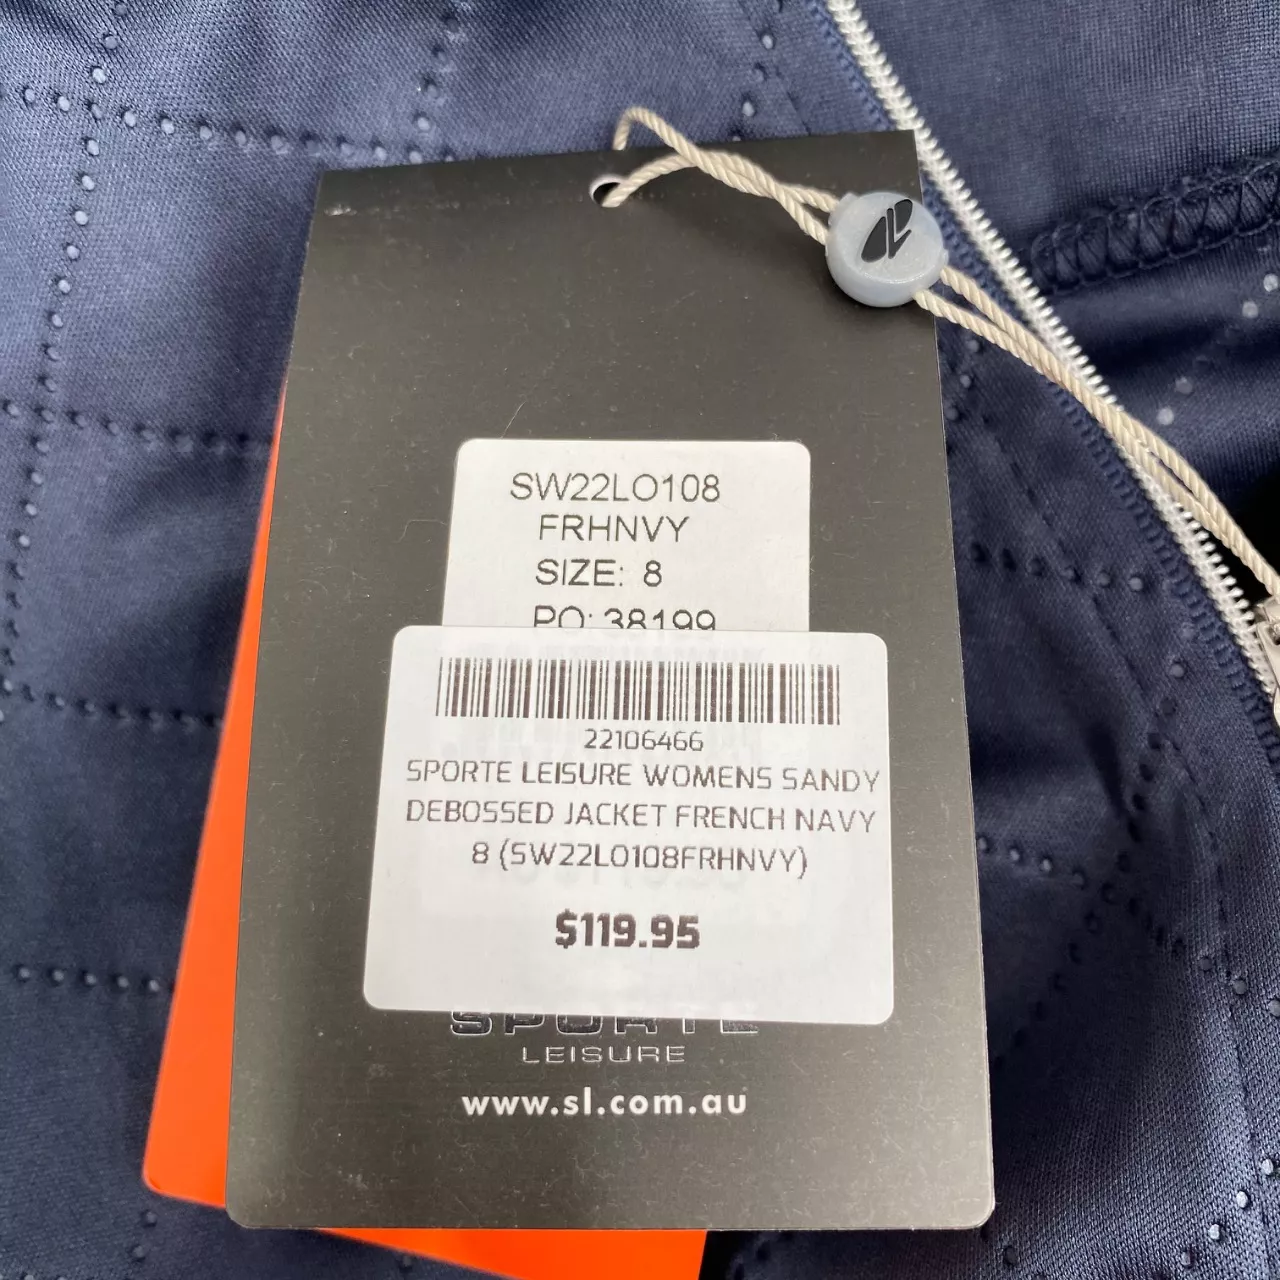 SW22LO108
FRHNVY
SIZE: 8
PO: 38199
22106466
SPORTE LEISURE WOMENS SANDY
DEBOSSED JACKET FRENCH NAVY
8 (SW22LO108FRHNVY)
$119.95
SPORTE
LEISURE
www.sl.com.au